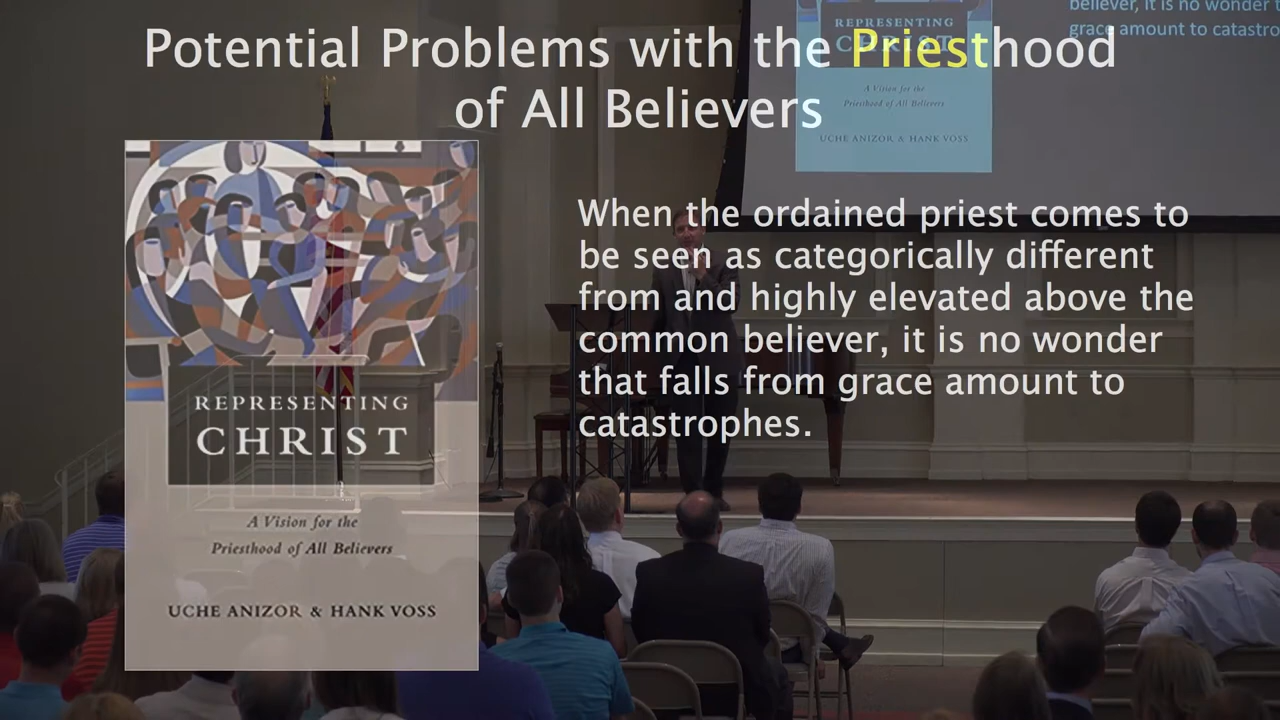 Potential Problems with the Priesthood
of All Believers
believer, it is no wonder t
grace amount to catastro
REPRESENTING
CHRIST
A Vision for the
Priesthood of All Believers
UCHE ANIZOR & HANK VOSS
When the ordained priest comes to
be seen as categorically different
from and highly elevated above the
common believer, it is no wonder
that falls from grace amount to
catastrophes.
REPRESENTING
CHRIST
A Vision for the
Priesthood of All Believers
UCHE ANIZOR & HANK VOSS